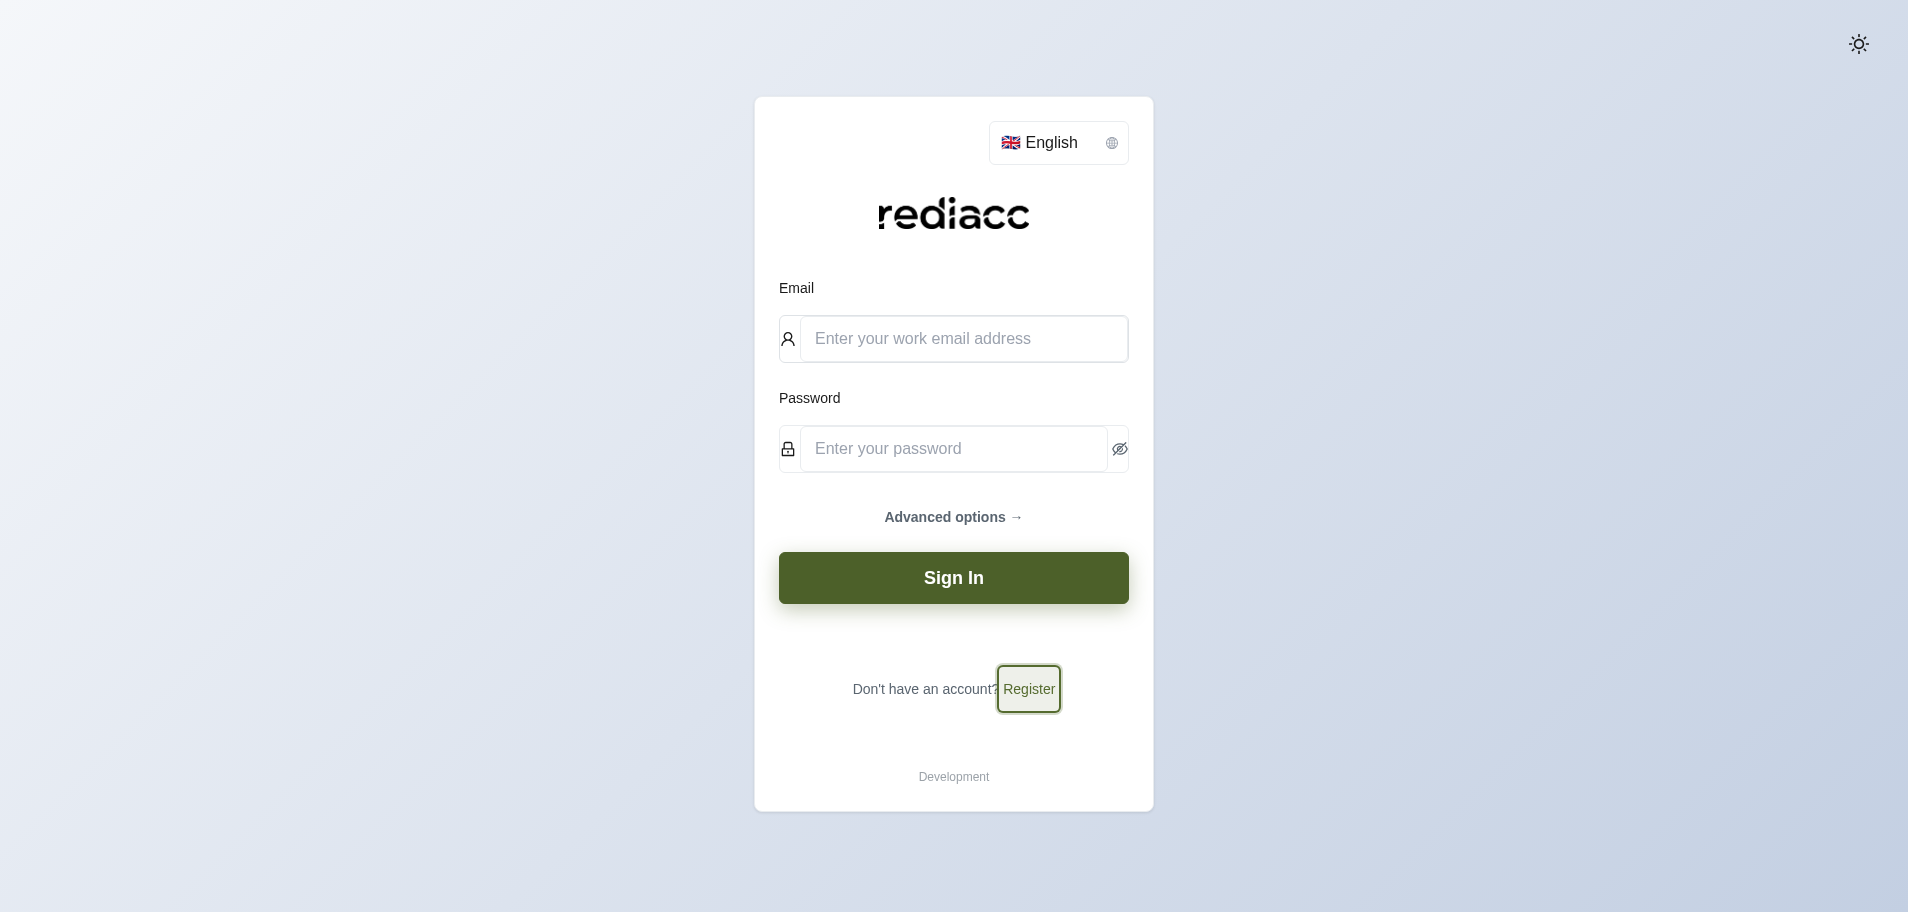 🇬🇧 English
rediacc
Email
Enter your work email address
Password
Enter your password
Advanced options →
Sign In
Don't have an account? Register
Development